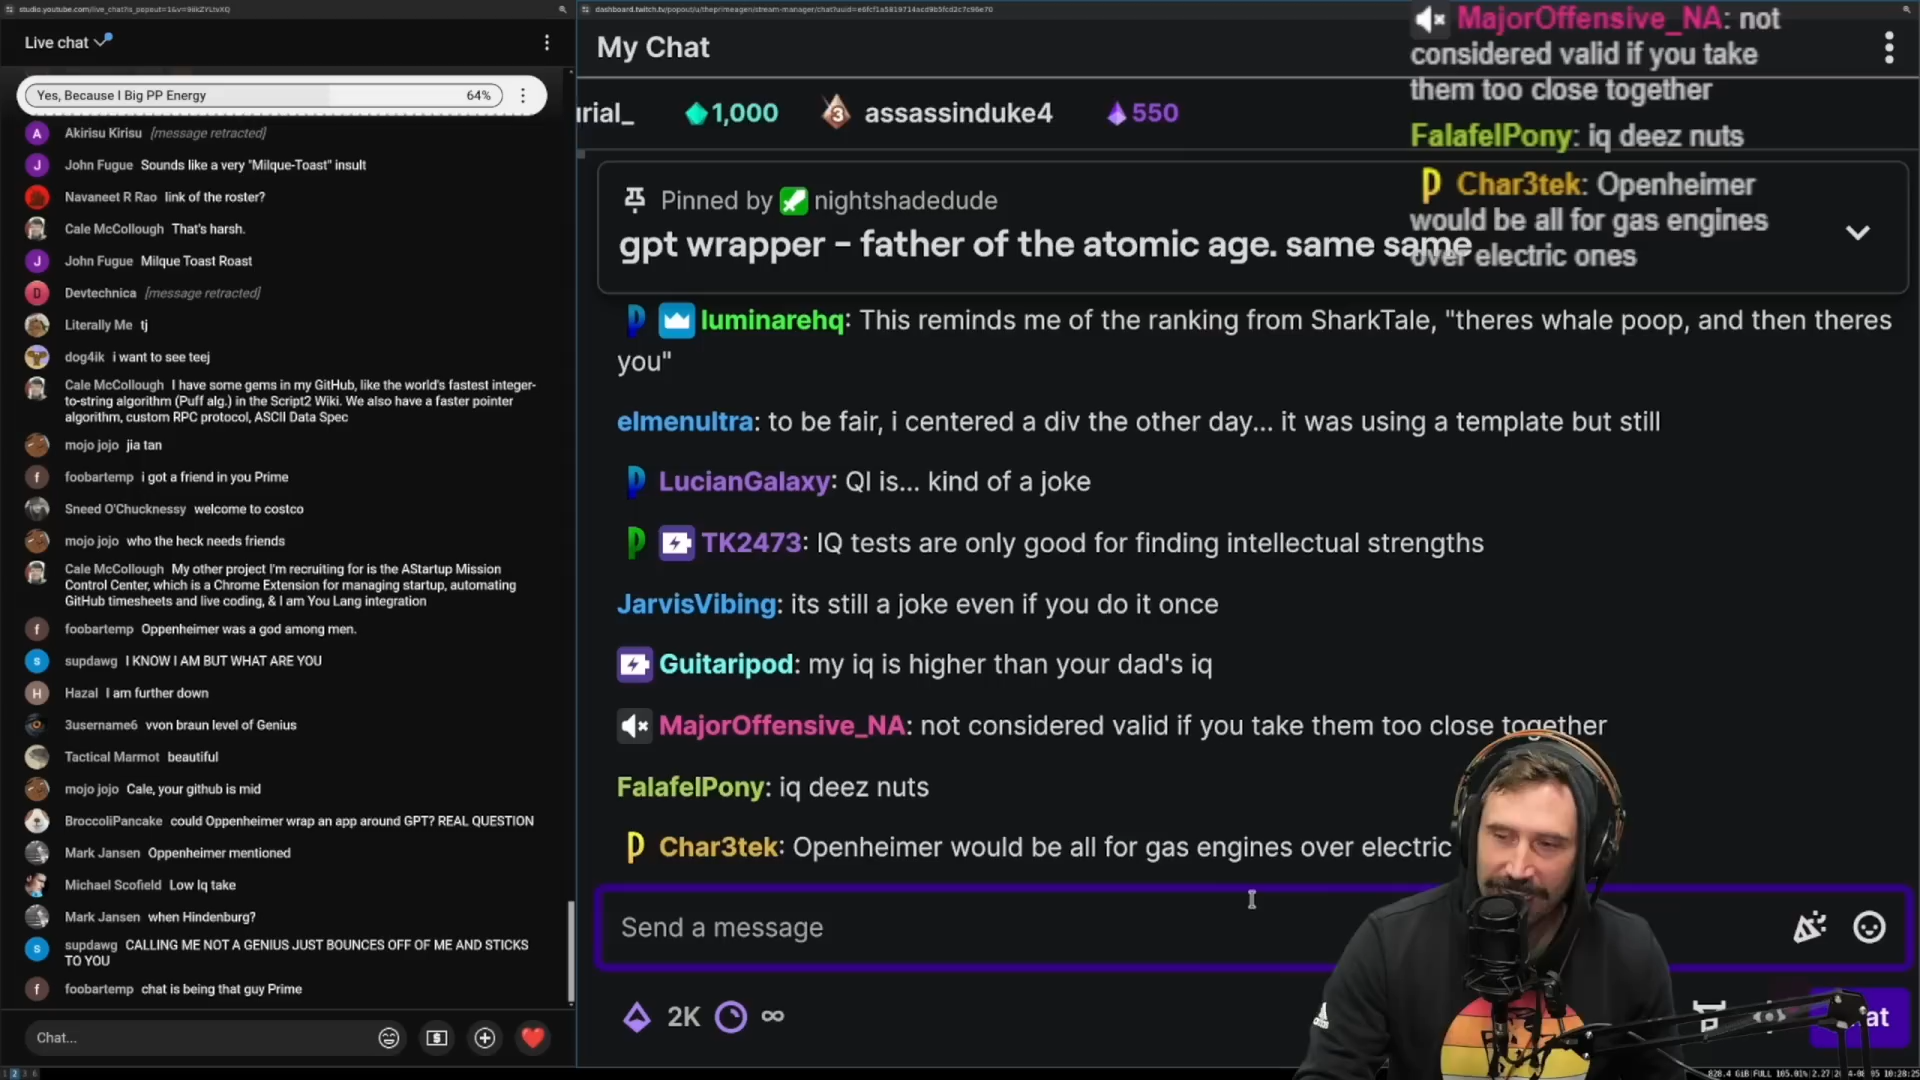 studio.youtube.com/live_chat?is_popout=1&v=
Live chat
Yes, Because I Big PP Energy 64%
Akirisu Kirisu [message retracted]
John Fugue Sounds like a very "Milque-Toast" insult
Navaneet R Rao link of the roster?
Cale McCollough That's harsh.
John Fugue Milque Toast Roast
Devtechnica [message retracted]
Literally Me tj
dog4ik i want to see teej
Cale McCollough I have some gems in my GitHub, like the world's fastest integer-
to-string algorithm (Puff alg.) in the Script2 Wiki. We also have a faster pointer
algorithm, custom RPC protocol, ASCII Data Spec
mojo jojo jia tan
foobartemp i got a friend in you Prime
Sneed O'Chucknessy welcome to costco
mojo jojo who the heck needs friends
Cale McCollough My other project I'm recruiting for is the AStartup Mission
Control Center, which is a Chrome Extension for managing startup, automating
GitHub timesheets and live coding, & I am You Lang integration
foobartemp Oppenheimer was a god among men.
supdawg I KNOW I AM BUT WHAT ARE YOU
Hazal I am further down
3username6 vvon braun level of Genius
Tactical Marmot beautiful
mojo jojo Cale, your github is mid
BroccoliPancake could Oppenheimer wrap an app around GPT? REAL QUESTION
Mark Jansen Oppenheimer mentioned
Michael Scofield Low Iq take
Mark Jansen when Hindenburg?
supdawg CALLING ME NOT A GENIUS JUST BOUNCES OFF OF ME AND STICKS
TO YOU
foobartemp chat is being that guy Prime
Chat...
My Chat
urial_ 1,000 3 assassinduke4 550
Pinned by nightshadedude
gpt wrapper - father of the atomic age. same same
luminarehq: This reminds me of the ranking from SharkTale, "theres whale poop, and then theres
you"
elmenultra: to be fair, i centered a div the other day... it was using a template but still
LucianGalaxy: QI is... kind of a joke
TK2473: IQ tests are only good for finding intellectual strengths
JarvisVibing: its still a joke even if you do it once
Guitaripod: my iq is higher than your dad's iq
MajorOffensive_NA: not considered valid if you take them too close together
FalafelPony: iq deez nuts
Char3tek: Openheimer would be all for gas engines over electric
Send a message
2K ∞
MajorOffensive_NA: not
considered valid if you take
them too close together
FalafelPony: iq deez nuts
Char3tek: Openheimer
would be all for gas engines
over electric ones